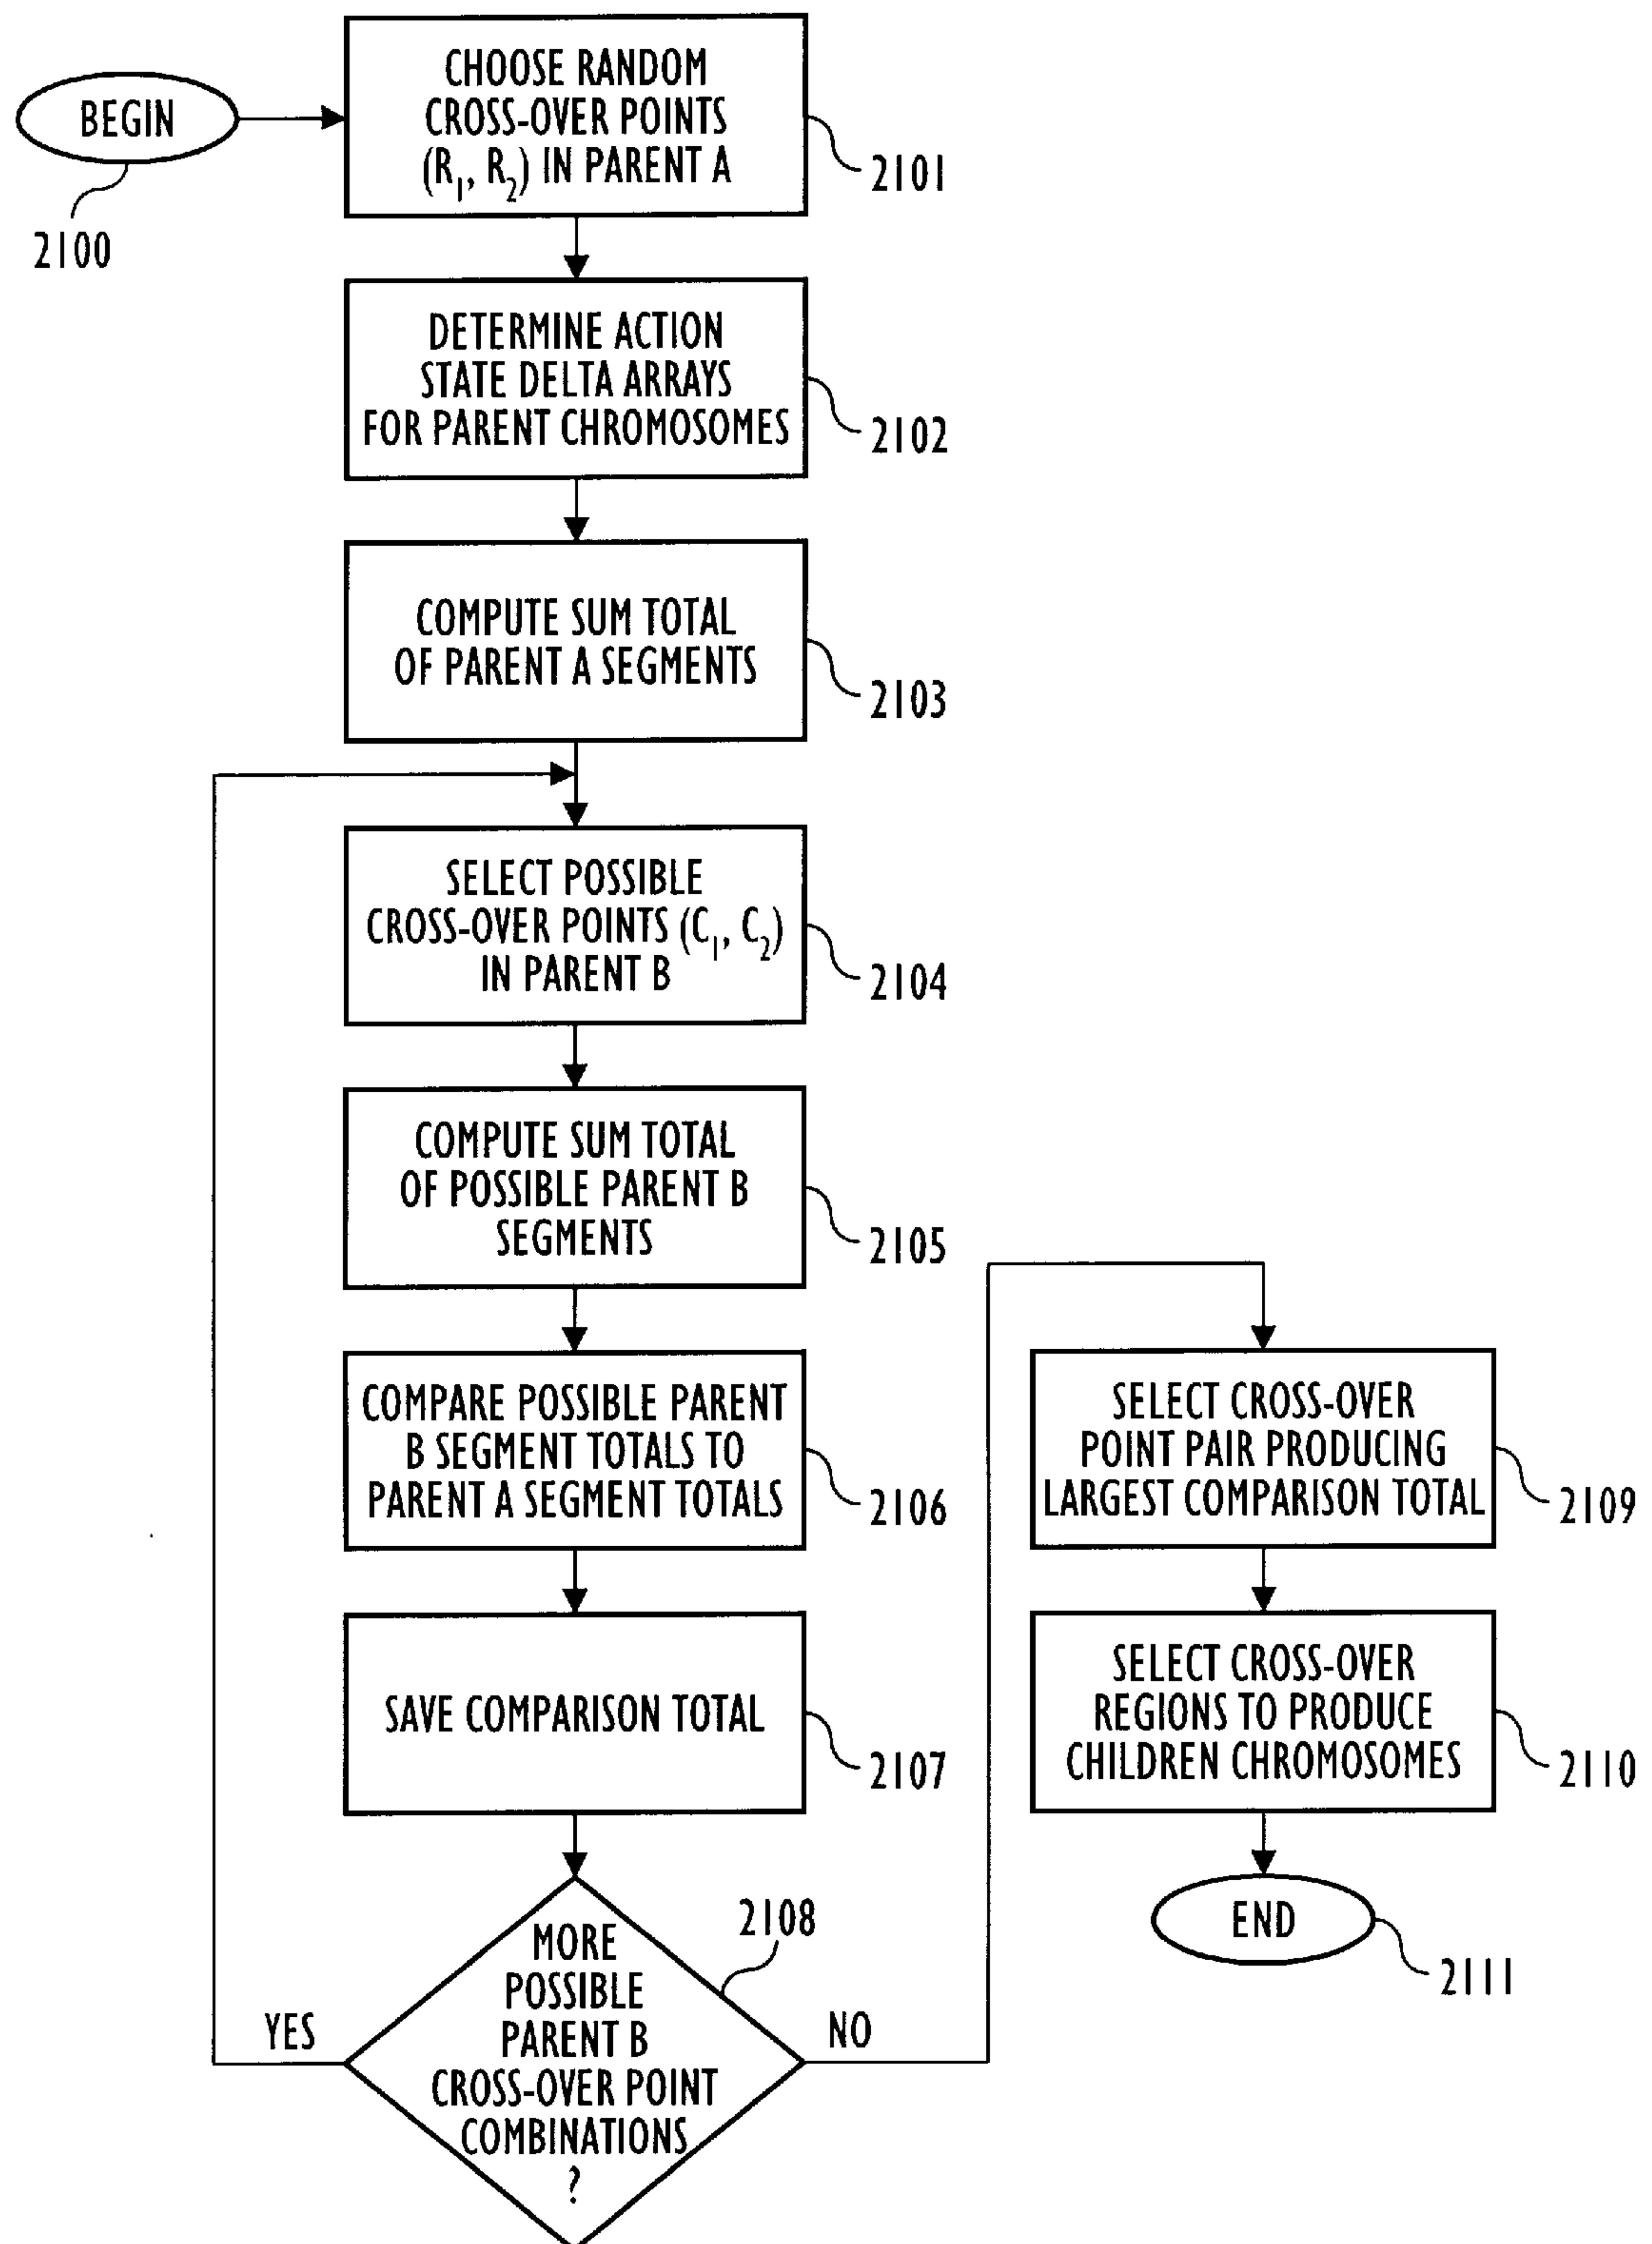 BEGIN
2100
CHOOSE RANDOM
CROSS-OVER POINTS
(R1, R2) IN PARENT A
2101
DETERMINE ACTION
STATE DELTA ARRAYS
FOR PARENT CHROMOSOMES
2102
COMPUTE SUM TOTAL
OF PARENT A SEGMENTS
2103
SELECT POSSIBLE
CROSS-OVER POINTS (C1, C2)
IN PARENT B
2104
COMPUTE SUM TOTAL
OF POSSIBLE PARENT B
SEGMENTS
2105
COMPARE POSSIBLE PARENT
B SEGMENT TOTALS TO
PARENT A SEGMENT TOTALS
2106
SAVE COMPARISON TOTAL
2107
MORE
POSSIBLE
PARENT B
CROSS-OVER POINT
COMBINATIONS
?
2108
YES
NO
SELECT CROSS-OVER
POINT PAIR PRODUCING
LARGEST COMPARISON TOTAL
2109
SELECT CROSS-OVER
REGIONS TO PRODUCE
CHILDREN CHROMOSOMES
2110
END
2111